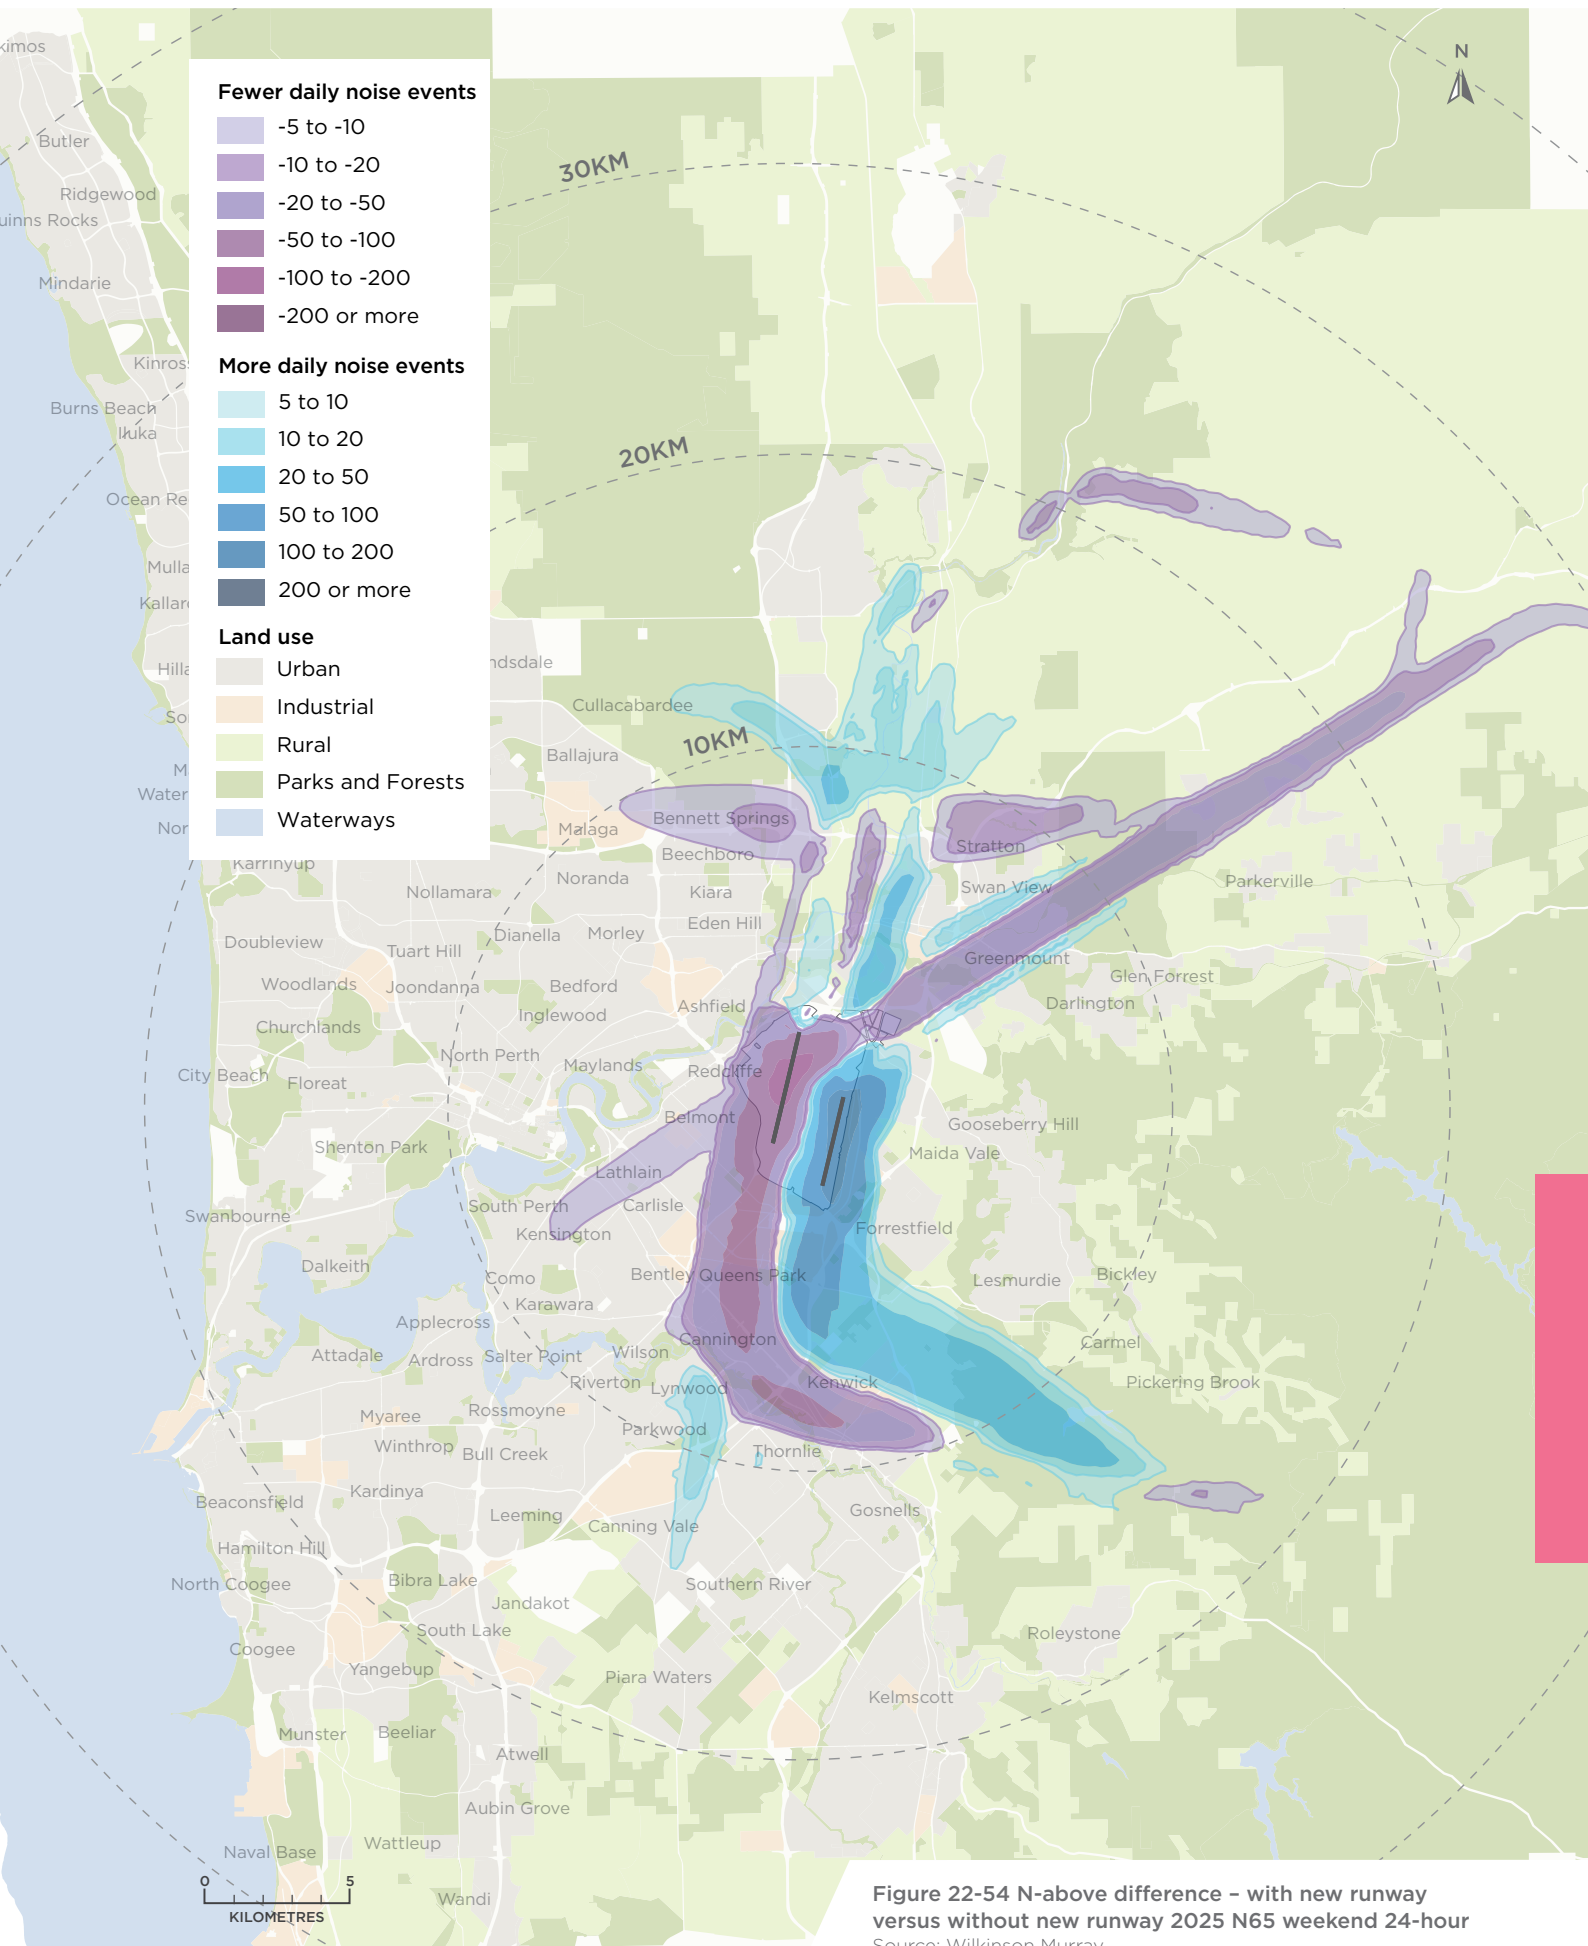 Fewer daily noise events
-5 to -10
-10 to -20
-20 to -50
-50 to -100
-100 to -200
-200 or more
More daily noise events
5 to 10
10 to 20
20 to 50
50 to 100
100 to 200
200 or more
Land use
Urban
Industrial
Rural
Parks and Forests
Waterways
N
30KM
20KM
10KM
Butler
Ridgewood
Mindarie
Burns Beach
Iluka
Cullacabardee
Ballajura
Bennett Springs
Malaga
Beechboro
Stratton
Karrinyup
Nollamara
Noranda
Kiara
Swan View
Parkerville
Doubleview
Tuart Hill
Dianella
Morley
Eden Hill
Greenmount
Glen Forrest
Woodlands
Joondanna
Bedford
Ashfield
Darlington
Churchlands
Inglewood
North Perth
Maylands
Redcliffe
City Beach
Floreat
Belmont
Gooseberry Hill
Shenton Park
Maida Vale
Lathlain
South Perth
Carlisle
Swanbourne
Kensington
Forrestfield
Dalkeith
Como
Bentley
Queens Park
Lesmurdie
Bickley
Karawara
Applecross
Cannington
Carmel
Attadale
Ardross
Salter Point
Wilson
Riverton
Lynwood
Kenwick
Pickering Brook
Myaree
Rossmoyne
Parkwood
Winthrop
Bull Creek
Thornlie
Kardinya
Beaconsfield
Leeming
Canning Vale
Gosnells
Hamilton Hill
North Coogee
Bibra Lake
Southern River
Jandakot
South Lake
Roleystone
Coogee
Yangebup
Piara Waters
Kelmscott
Munster
Beeliar
Atwell
Aubin Grove
Wattleup
Naval Base
Wandi
0 5
KILOMETRES
Figure 22-54 N-above difference – with new runway
versus without new runway 2025 N65 weekend 24-hour
Source: Wilkinson Murray